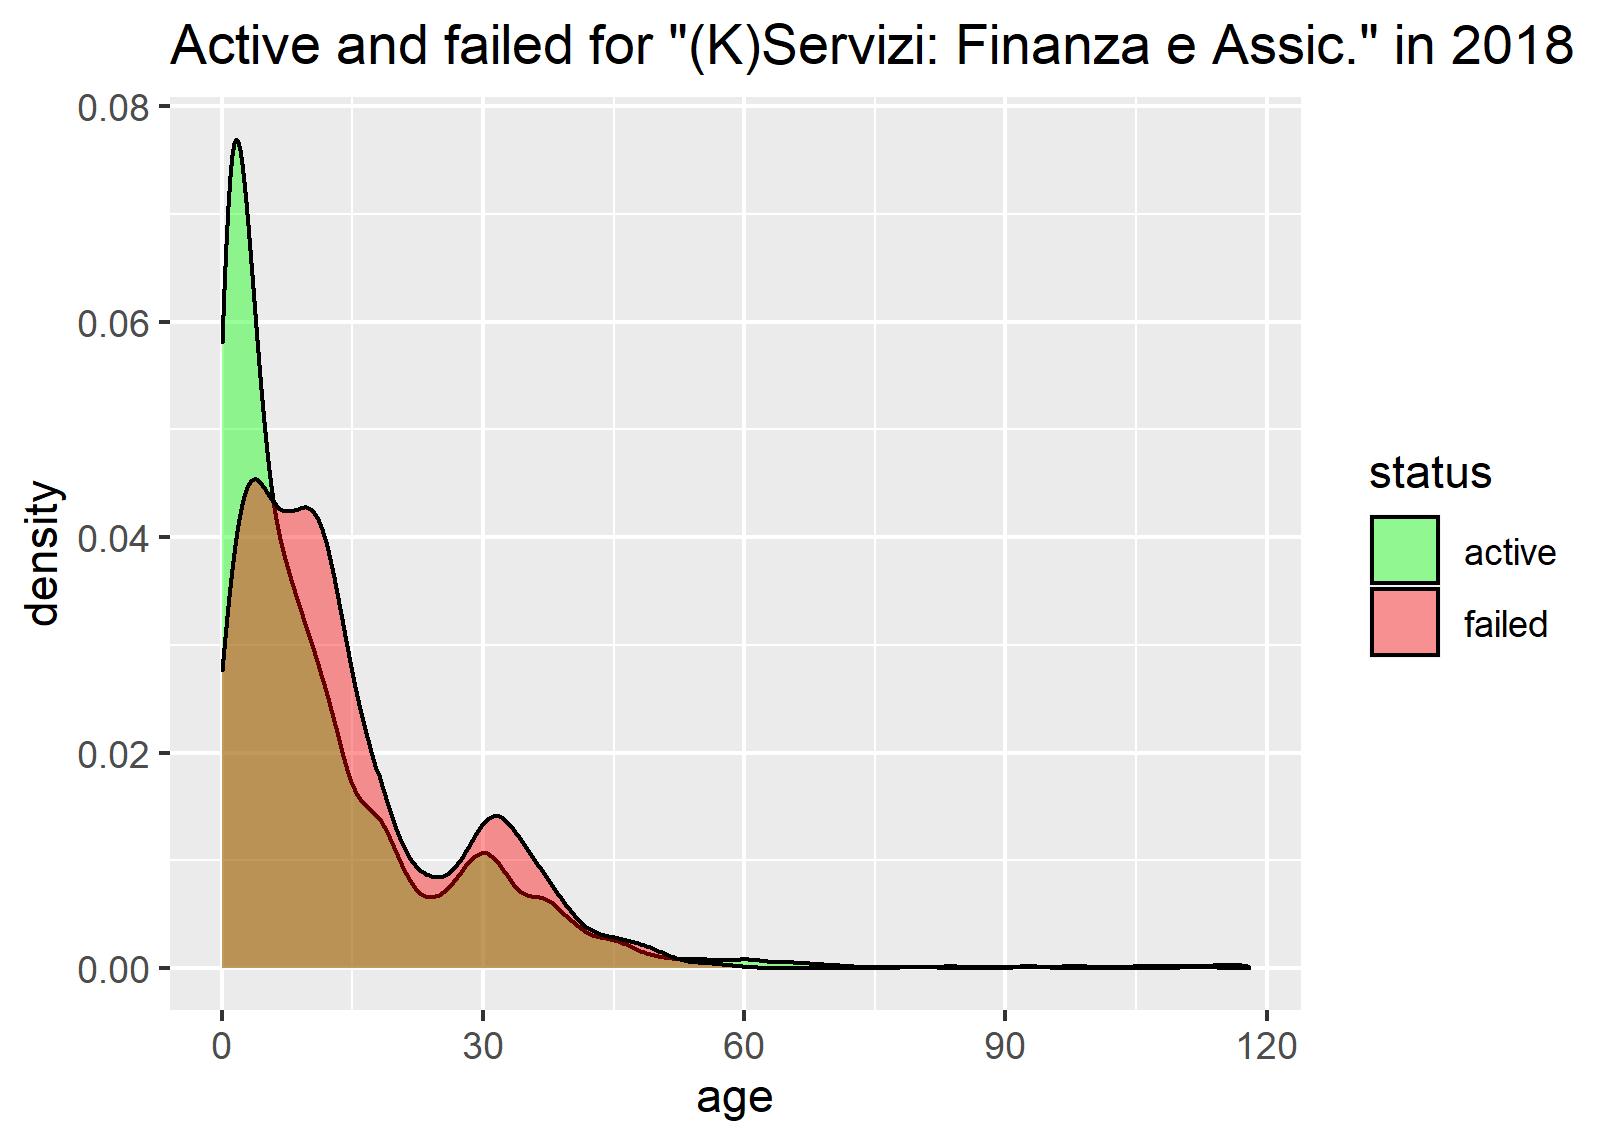 Active and failed for "(K)Servizi: Finanza e Assic." in 2018
0.08
0.06
0.04
0.02
0.00
density
0 30 60 90 120
age
status
active
failed